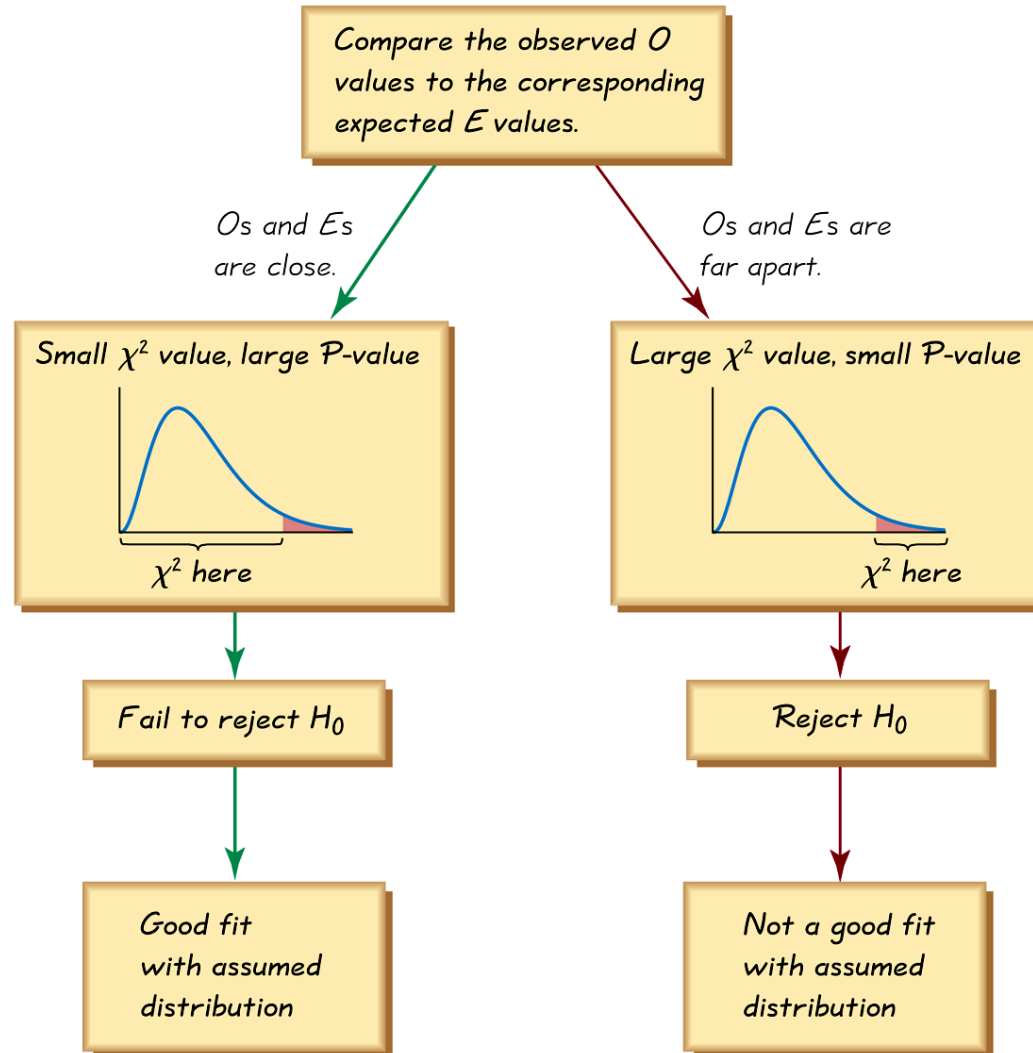 Compare the observed O
values to the corresponding
expected E values.
Os and Es
are close.
Os and Es are
far apart.
Small χ² value, large P-value
χ² here
Large χ² value, small P-value
χ² here
Fail to reject H₀
Reject H₀
Good fit
with assumed
distribution
Not a good fit
with assumed
distribution